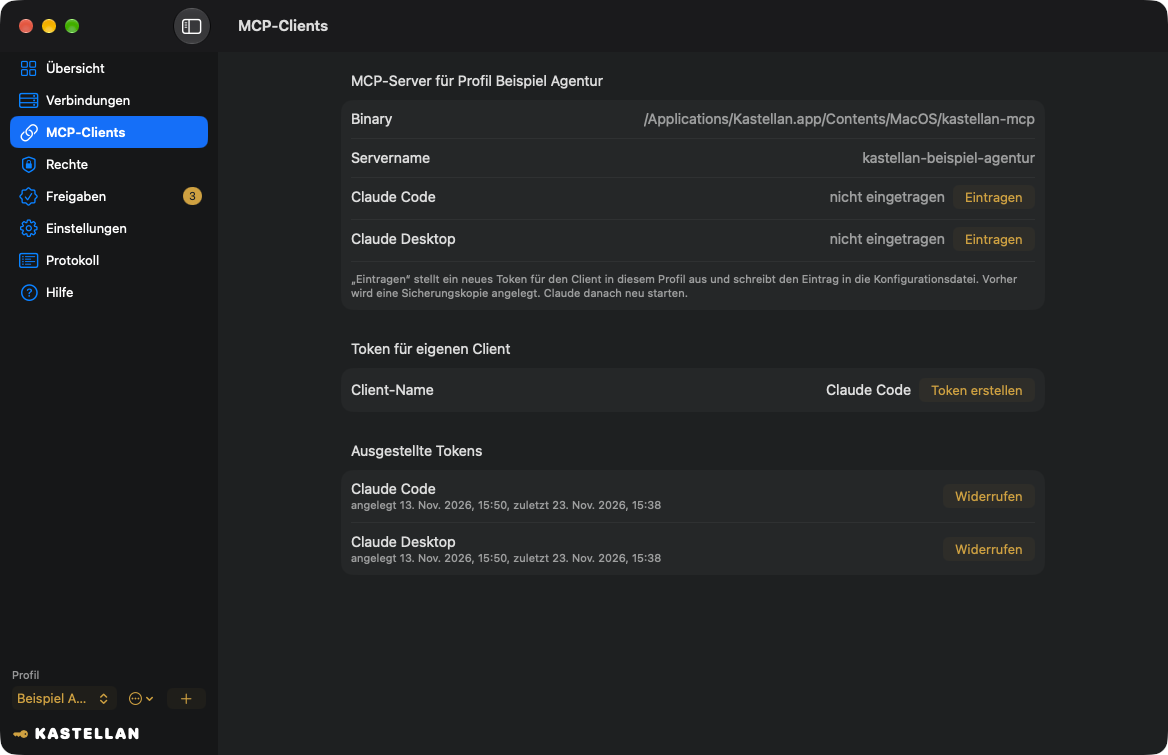 MCP-Clients
Übersicht
Verbindungen
MCP-Clients
Rechte
Freigaben 3
Einstellungen
Protokoll
Hilfe
MCP-Server für Profil Beispiel Agentur
Binary /Applications/Kastellan.app/Contents/MacOS/kastellan-mcp
Servername kastellan-beispiel-agentur
Claude Code nicht eingetragen Eintragen
Claude Desktop nicht eingetragen Eintragen
„Eintragen“ stellt ein neues Token für den Client in diesem Profil aus und schreibt den Eintrag in die Konfigurationsdatei. Vorher
wird eine Sicherungskopie angelegt. Claude danach neu starten.
Token für eigenen Client
Client-Name Claude Code Token erstellen
Ausgestellte Tokens
Claude Code
angelegt 13. Nov. 2026, 15:50, zuletzt 23. Nov. 2026, 15:38
Widerrufen
Claude Desktop
angelegt 13. Nov. 2026, 15:50, zuletzt 23. Nov. 2026, 15:38
Widerrufen
Profil
Beispiel A...
KASTELLAN